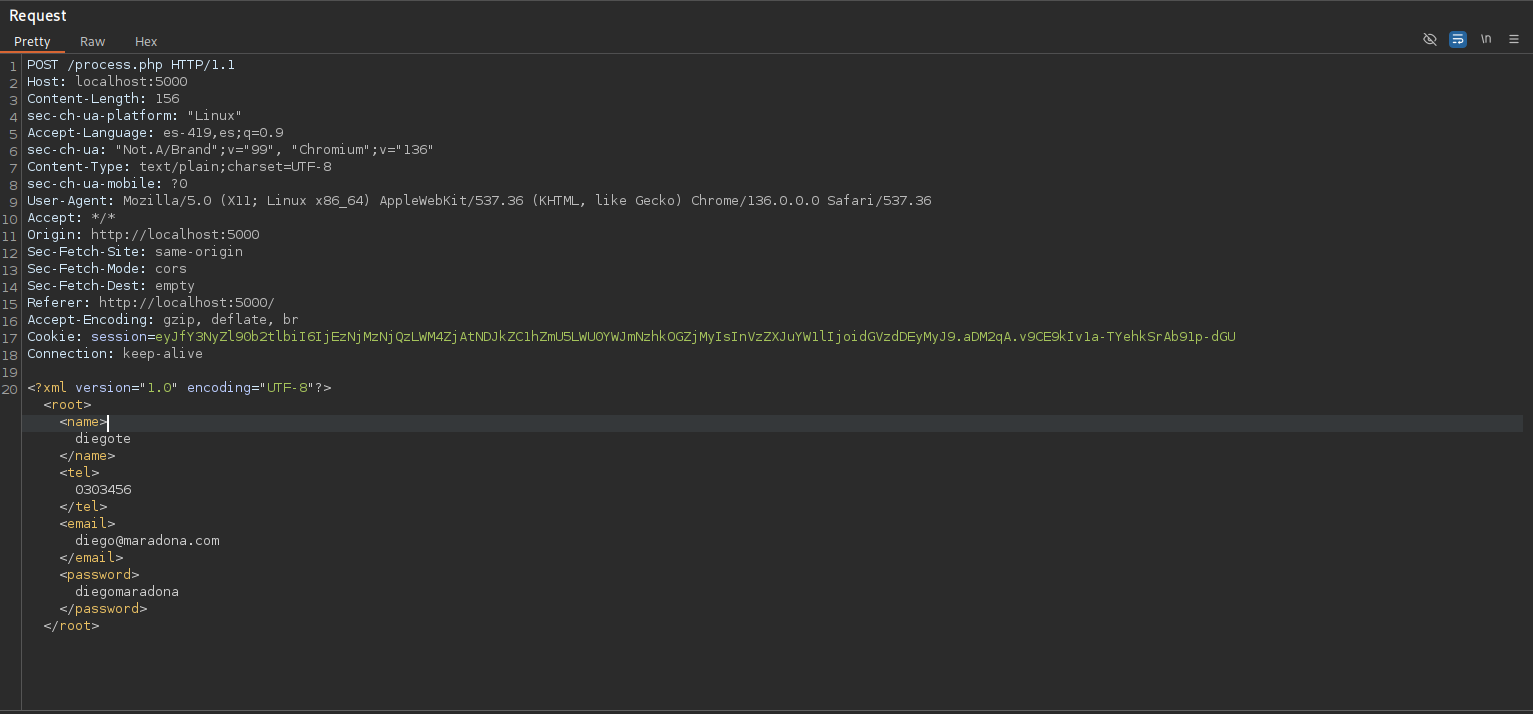 Request
Pretty Raw Hex
\n
1 POST /process.php HTTP/1.1
2 Host: localhost:5000
3 Content-Length: 156
4 sec-ch-ua-platform: "Linux"
5 Accept-Language: es-419,es;q=0.9
6 sec-ch-ua: "Not.A/Brand";v="99", "Chromium";v="136"
7 Content-Type: text/plain;charset=UTF-8
8 sec-ch-ua-mobile: ?0
9 User-Agent: Mozilla/5.0 (X11; Linux x86_64) AppleWebKit/537.36 (KHTML, like Gecko) Chrome/136.0.0.0 Safari/537.36
10 Accept: */*
11 Origin: http://localhost:5000
12 Sec-Fetch-Site: same-origin
13 Sec-Fetch-Mode: cors
14 Sec-Fetch-Dest: empty
15 Referer: http://localhost:5000/
16 Accept-Encoding: gzip, deflate, br
17 Cookie: session=eyJfY3NyZl90b2tlbiI6IjEzNjMzNjQzLWM4ZjAtNDJkZC1hZmU5LWU0YWJmNzhkOGZjMyIsInVzZXJuYW1lIjoidGVzdDEyMyJ9.aDM2qA.v9CE9kIv1a-TYehkSrAb91p-dGU
18 Connection: keep-alive
19
20 <?xml version="1.0" encoding="UTF-8"?>
<root>
<name>
diegote
</name>
<tel>
0303456
</tel>
<email>
diego@maradona.com
</email>
<password>
diegomaradona
</password>
</root>